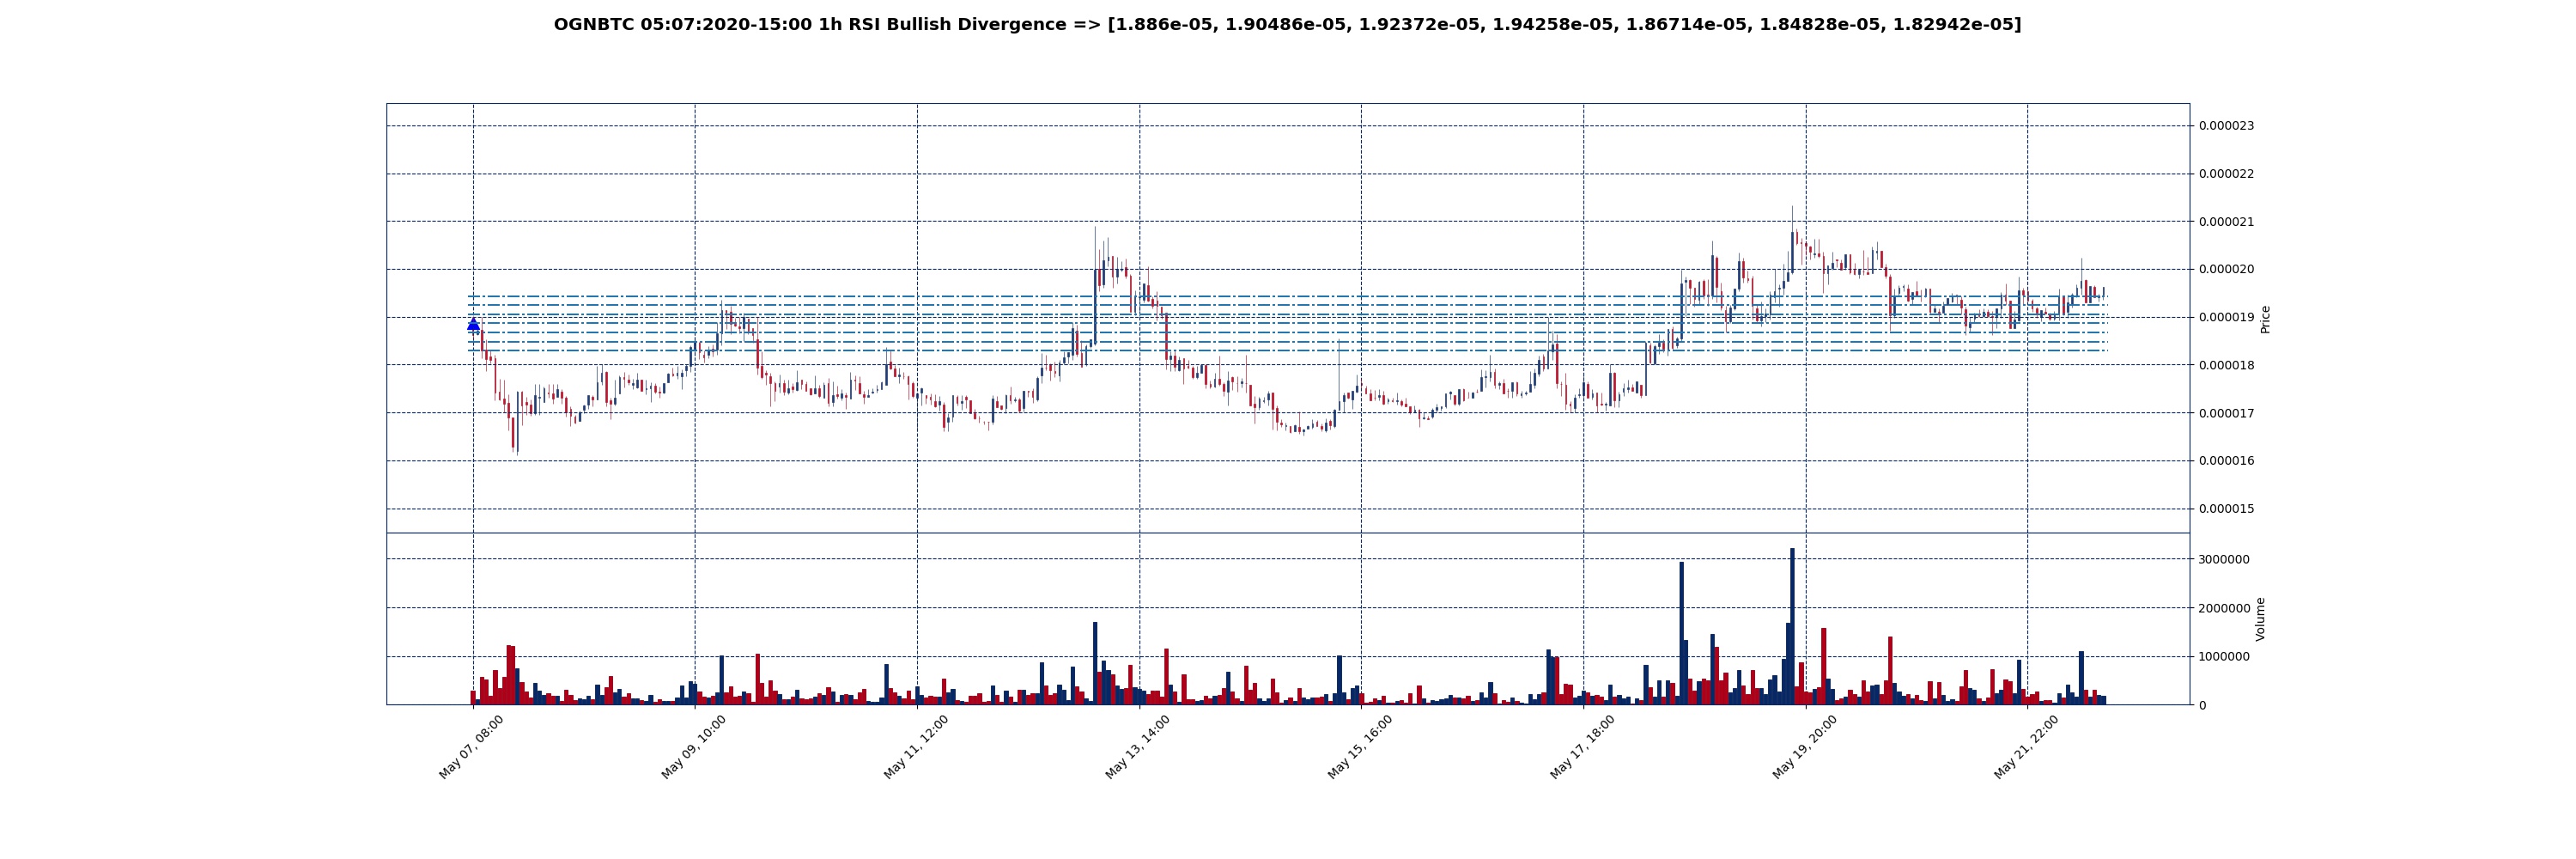 OGNBTC 05:07:2020-15:00 1h RSI Bullish Divergence => [1.886e-05, 1.90486e-05, 1.92372e-05, 1.94258e-05, 1.86714e-05, 1.84828e-05, 1.82942e-05]
0.000023
0.000022
0.000021
0.000020
0.000019
0.000018
0.000017
0.000016
0.000015
Price
3000000
2000000
1000000
0
Volume
May 07, 08:00
May 09, 10:00
May 11, 12:00
May 13, 14:00
May 15, 16:00
May 17, 18:00
May 19, 20:00
May 21, 22:00